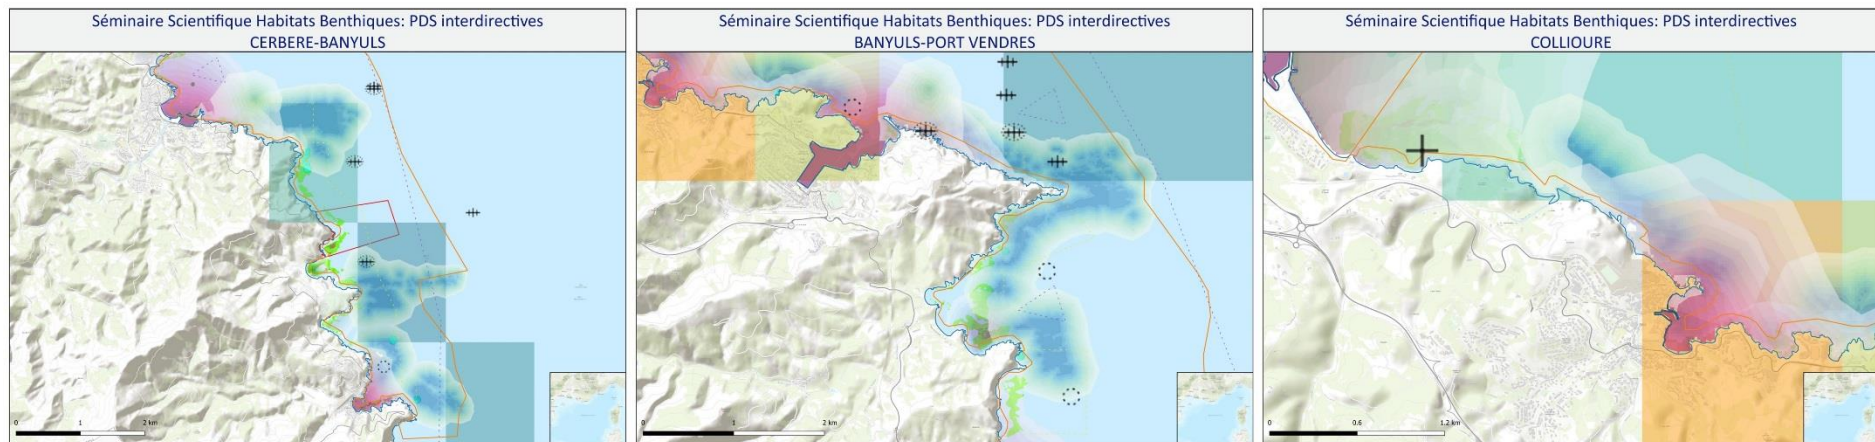 Séminaire Scientifique Habitats Benthiques: PDS interdirectives
CERBERE-BANYULS
0 1 2 km
Séminaire Scientifique Habitats Benthiques: PDS interdirectives
BANYULS-PORT VENDRES
0 1 2 km
Séminaire Scientifique Habitats Benthiques: PDS interdirectives
COLLIOURE
0 0.6 1.2 km